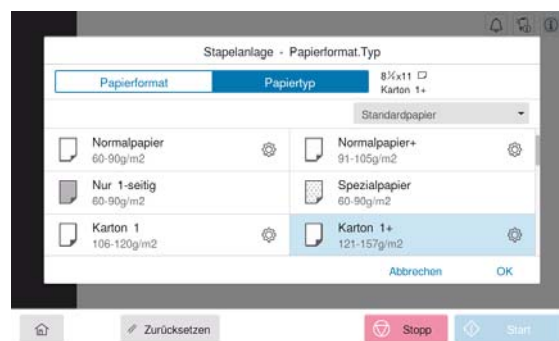 Stapelanlage - Papierformat.Typ
Papierformat
Papiertyp
8½x11
Karton 1+
Standardpapier
Normalpapier
60-90g/m2
Normalpapier+
91-105g/m2
Nur 1-seitig
60-90g/m2
Spezialpapier
60-90g/m2
Karton 1
106-120g/m2
Karton 1+
121-157g/m2
Abbrechen
OK
Zurücksetzen
Stopp
Start